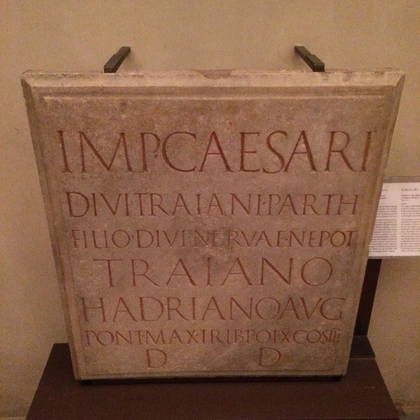 IMP·CAESARI
DIVI·TRAIANI·PARTH
FILIO·DIVI·NERVAE·NEPOT
TRAIANO
HADRIANO·AVG
PONT·MAX·TRIB·POT·X·COS·III
D D